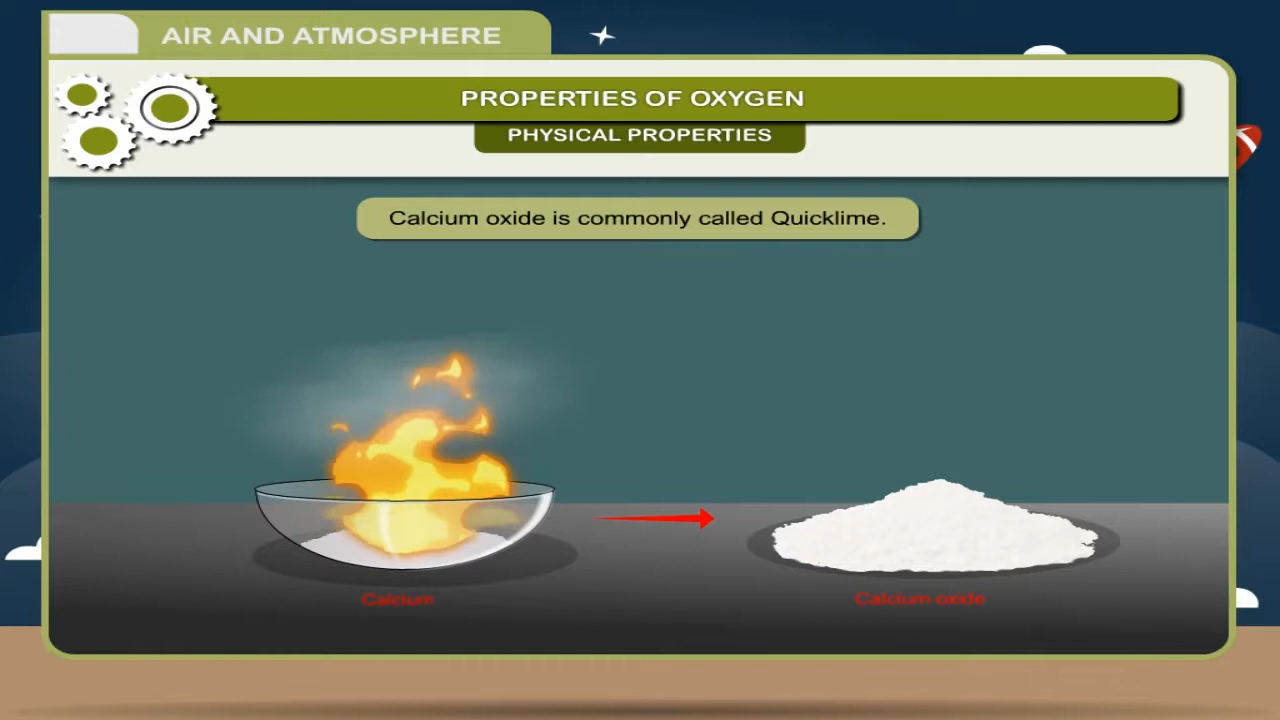 AIR AND ATMOSPHERE
PROPERTIES OF OXYGEN
PHYSICAL PROPERTIES
Calcium oxide is commonly called Quicklime.
Calcium
Calcium oxide